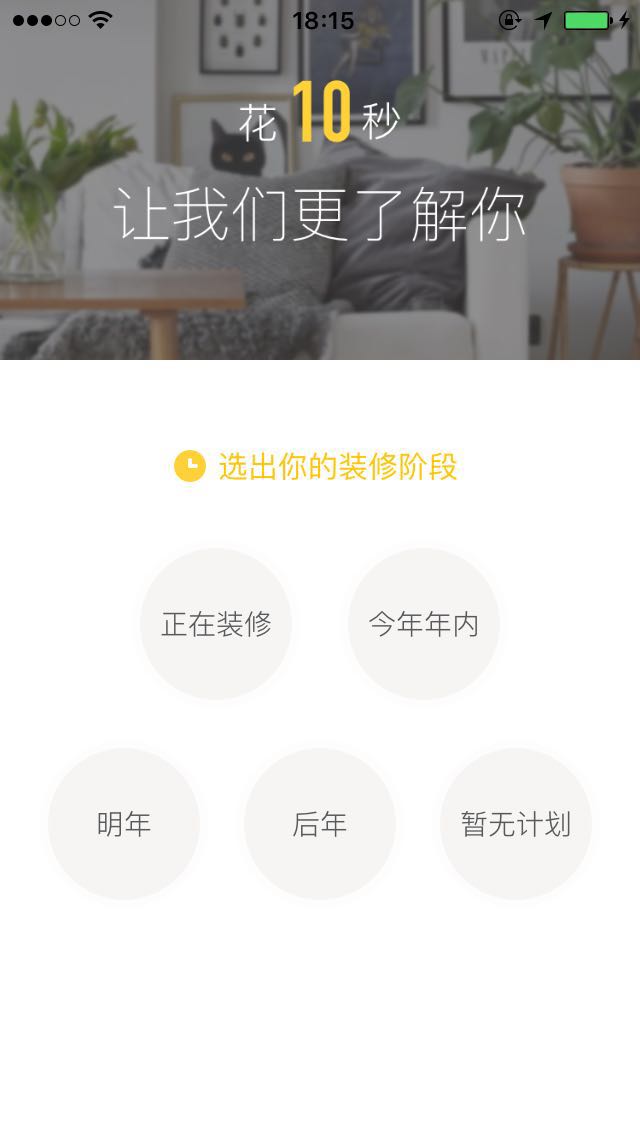 18:15
花 10 秒
让我们更了解你
选出你的装修阶段
正在装修
今年年内
明年
后年
暂无计划